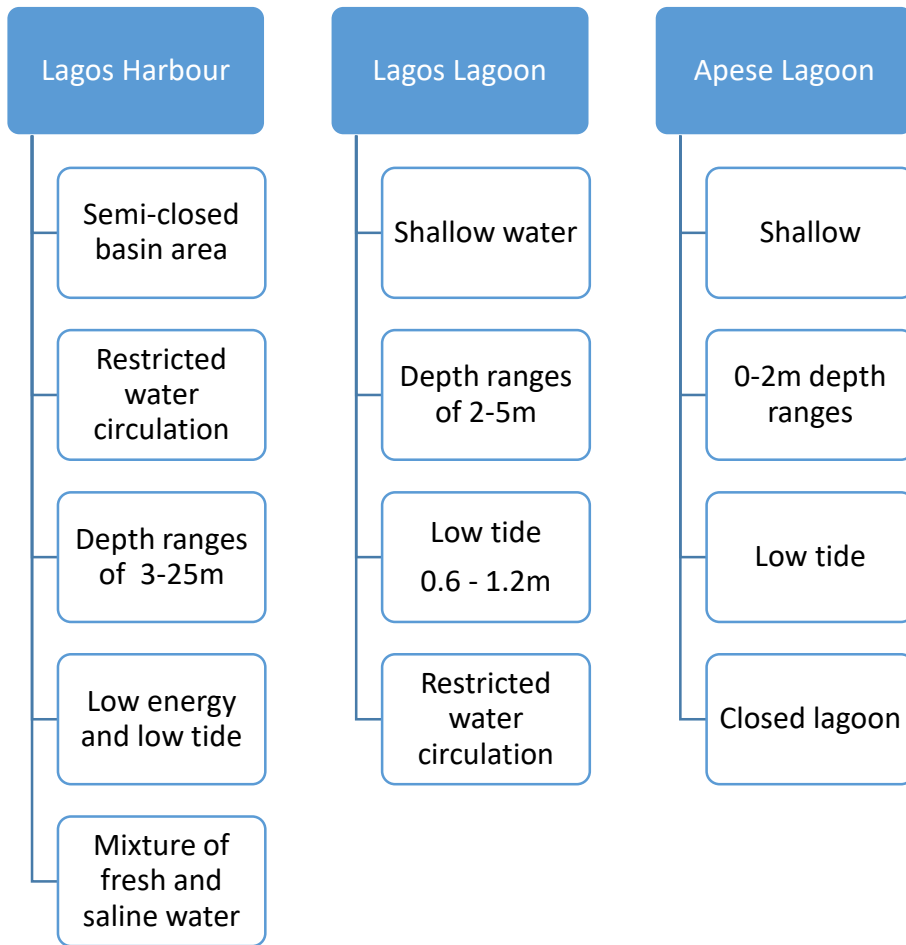 Lagos Harbour
Semi-closed
basin area
Restricted
water
circulation
Depth ranges
of 3-25m
Low energy
and low tide
Mixture of
fresh and
saline water
Lagos Lagoon
Shallow water
Depth ranges
of 2-5m
Low tide
0.6 - 1.2m
Restricted
water
circulation
Apese Lagoon
Shallow
0-2m depth
ranges
Low tide
Closed lagoon